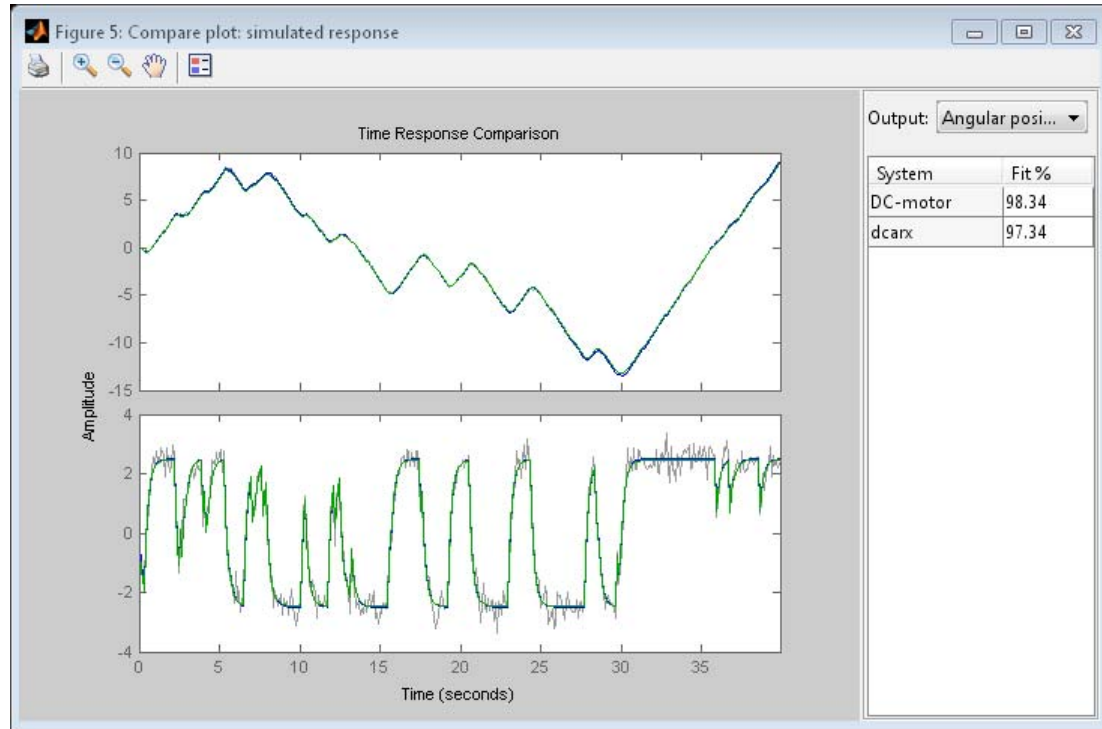 Figure 5: Compare plot: simulated response
Output: Angular posi...
Time Response Comparison
System Fit %
DC-motor 98.34
dcarx 97.34
10
5
0
-5
-10
-15
Amplitude
4
2
0
-2
-4
0 5 10 15 20 25 30 35
Time (seconds)